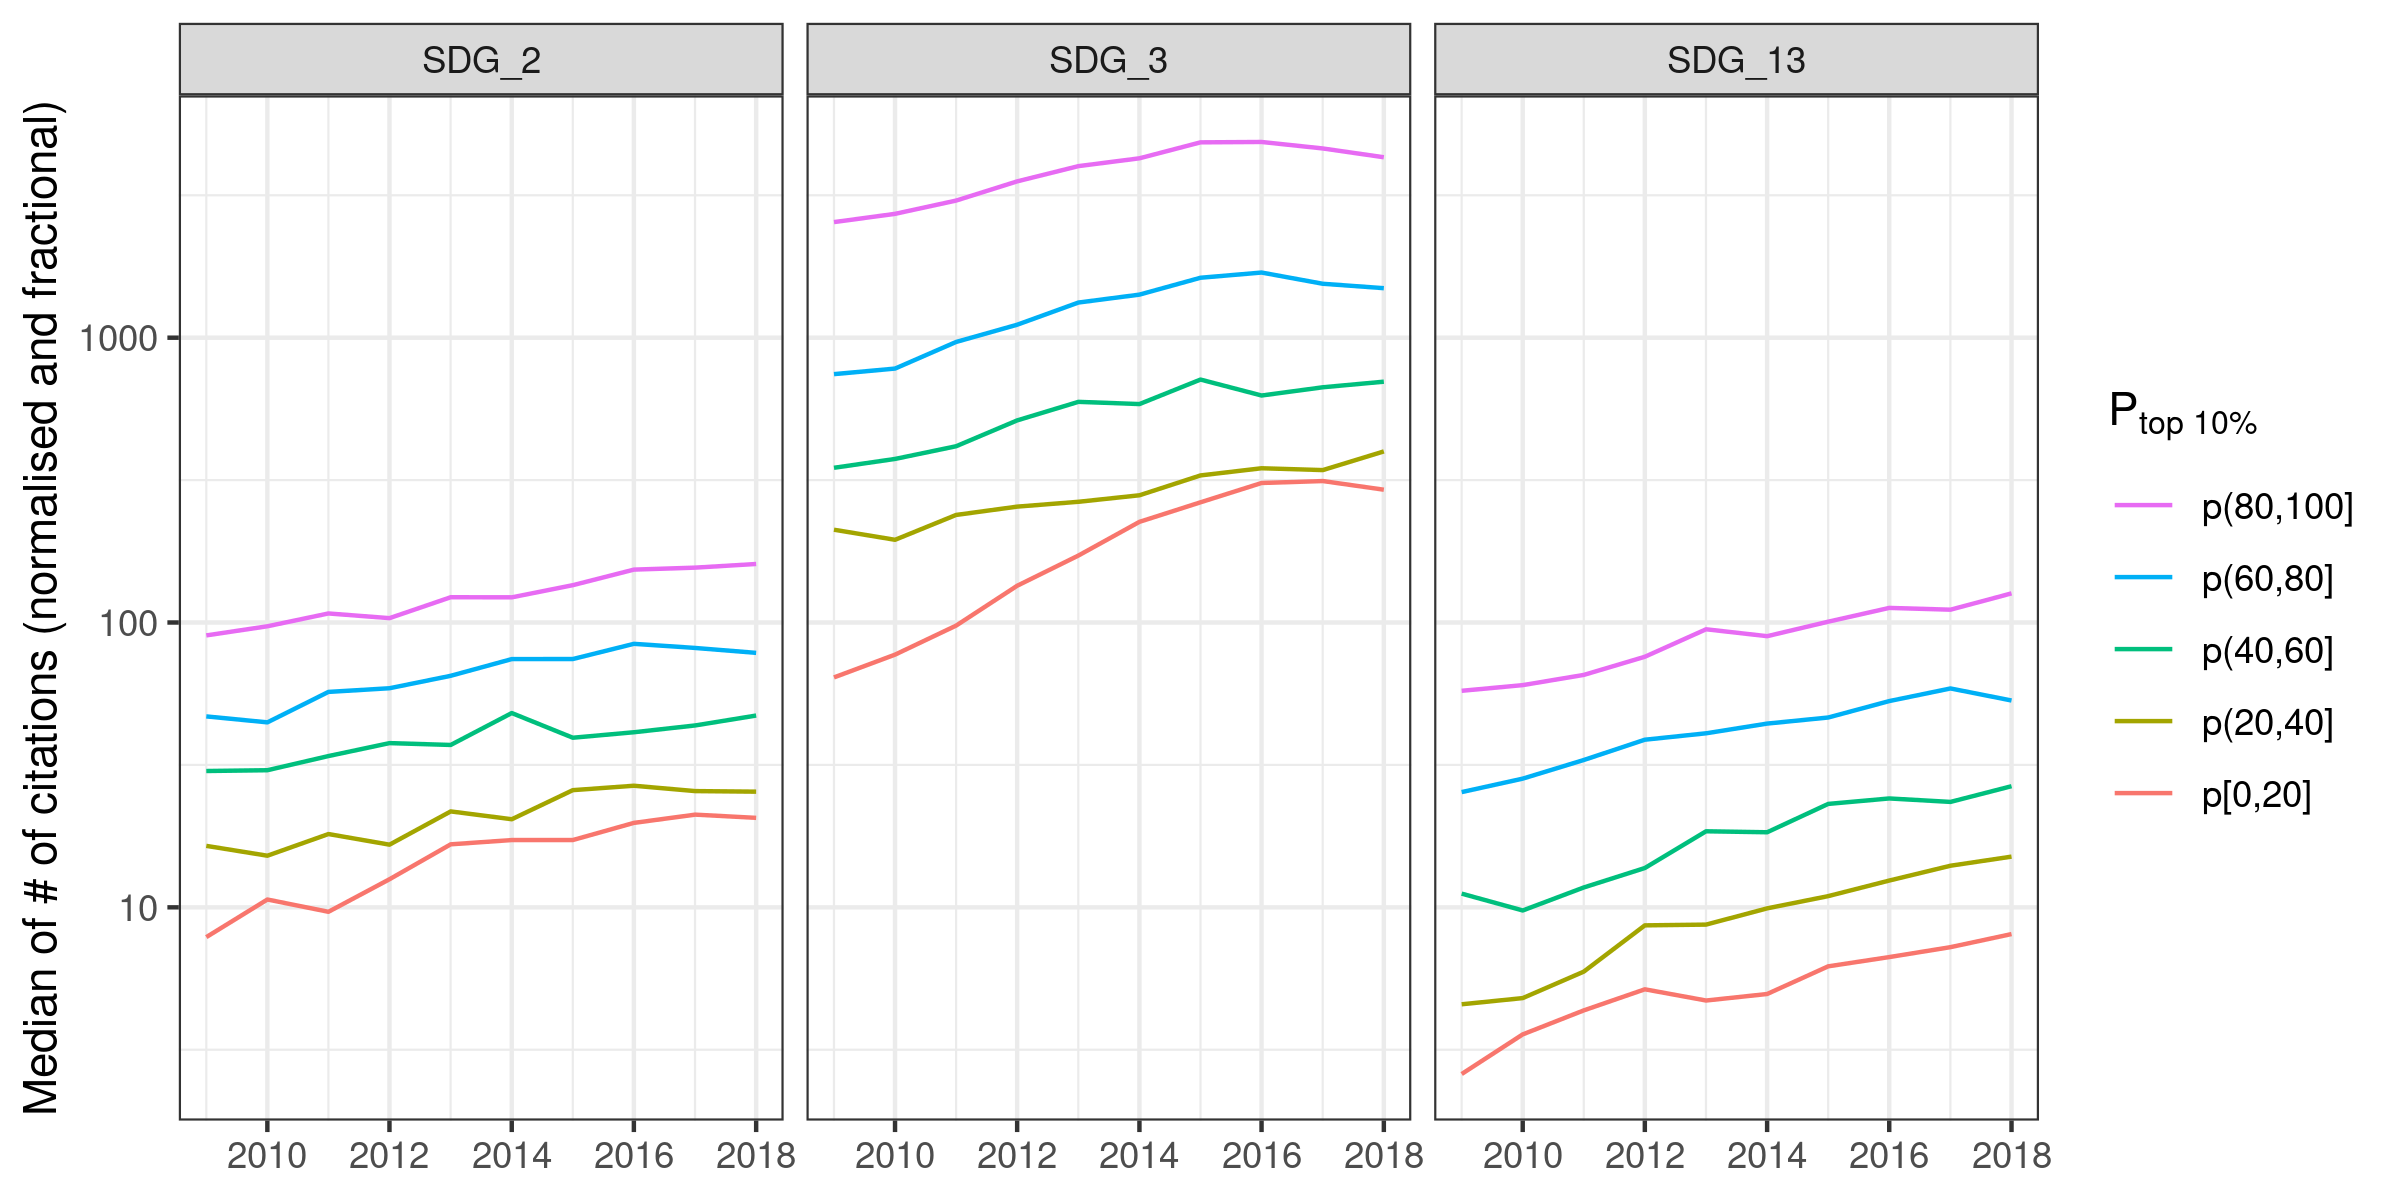 SDG_2
SDG_3
SDG_13
Median of # of citations (normalised and fractional)
1000
100
10
2010 2012 2014 2016 2018
2010 2012 2014 2016 2018
2010 2012 2014 2016 2018
Ptop 10%
p(80,100]
p(60,80]
p(40,60]
p(20,40]
p[0,20]